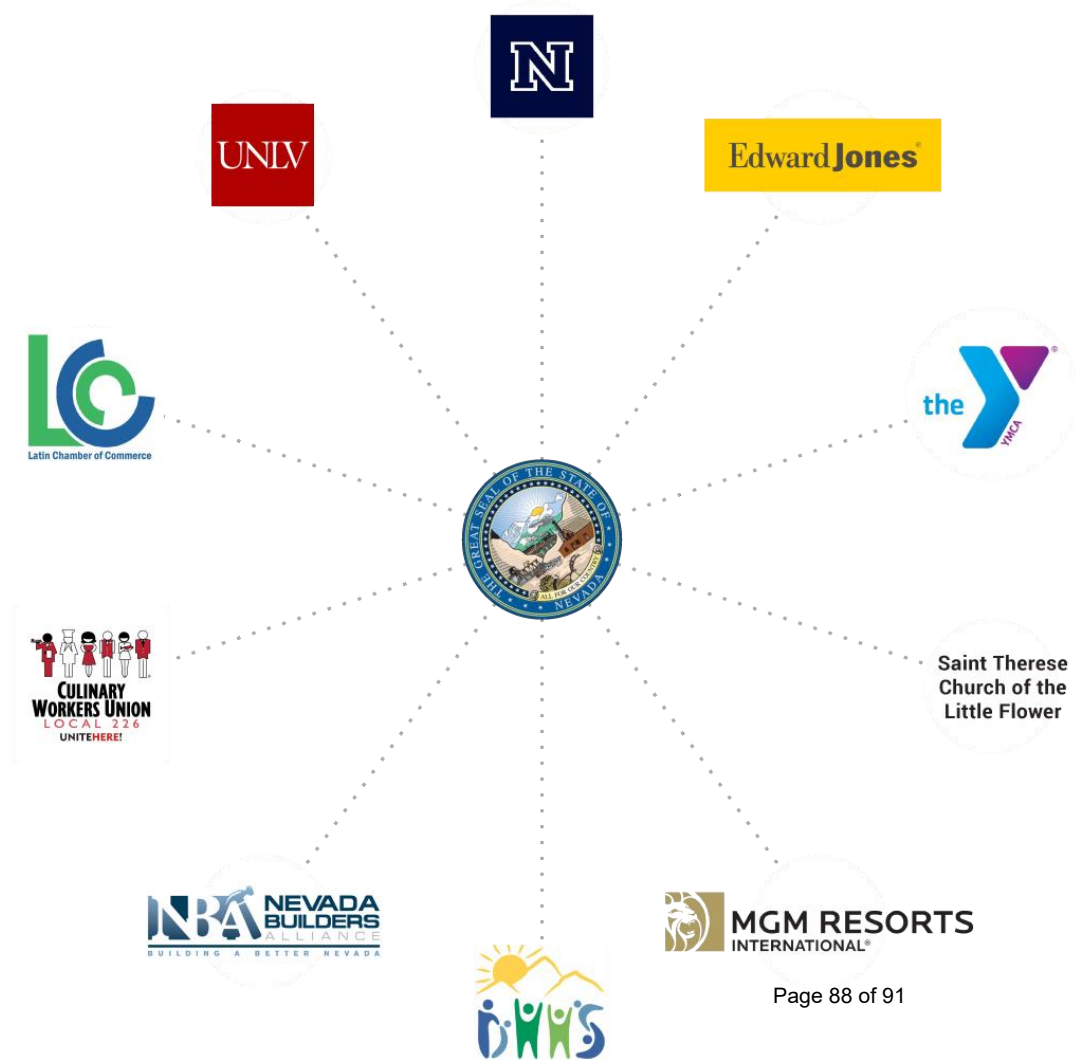 N
UNLV
Edward Jones®
LCC
Latin Chamber of Commerce
the
YMCA
THE GREAT SEAL OF THE STATE OF NEVADA
ALL FOR OUR COUNTRY
CULINARY
WORKERS UNION
LOCAL 226
UNITEHERE!
Saint Therese
Church of the
Little Flower
NBA NEVADA
BUILDERS
ALLIANCE
BUILDING A BETTER NEVADA
MGM RESORTS
INTERNATIONAL®
DHHS
Page 88 of 91